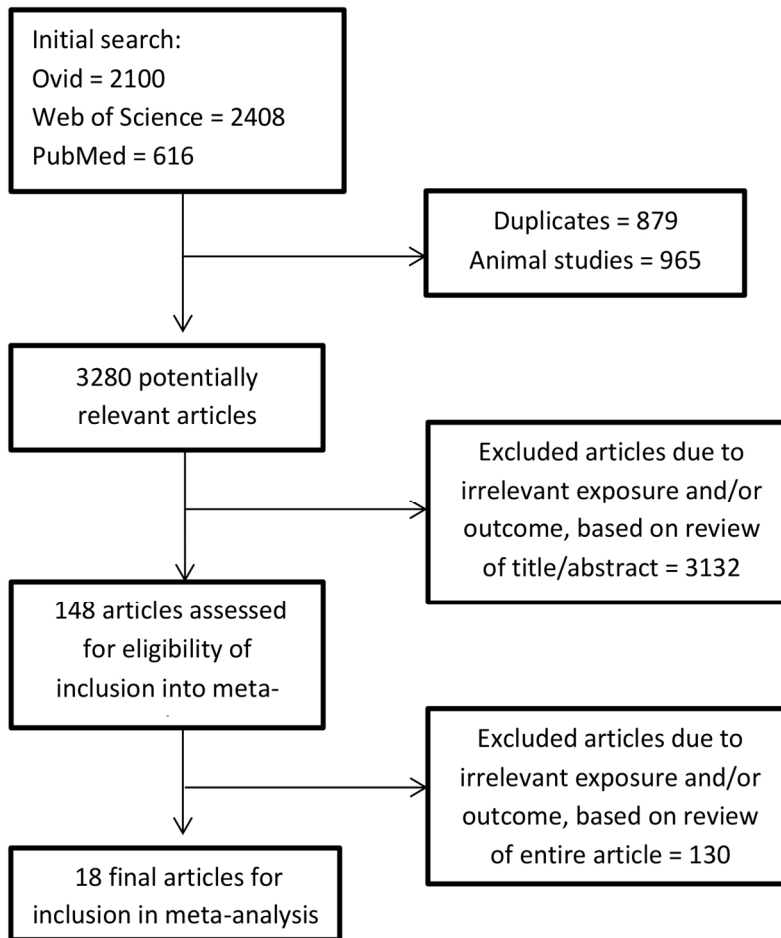 Initial search:
Ovid = 2100
Web of Science = 2408
PubMed = 616
Duplicates = 879
Animal studies = 965
3280 potentially
relevant articles
Excluded articles due to
irrelevant exposure and/or
outcome, based on review
of title/abstract = 3132
148 articles assessed
for eligibility of
inclusion into meta-
Excluded articles due to
irrelevant exposure and/or
outcome, based on review
of entire article = 130
18 final articles for
inclusion in meta-analysis